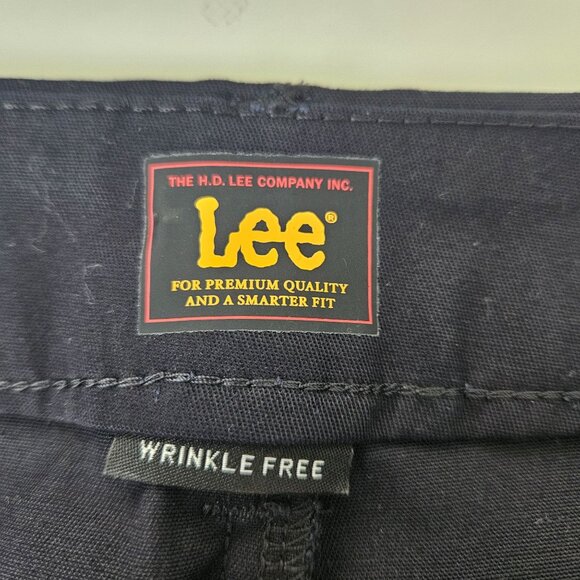 THE H.D. LEE COMPANY INC.
Lee®
FOR PREMIUM QUALITY
AND A SMARTER FIT
WRINKLE FREE